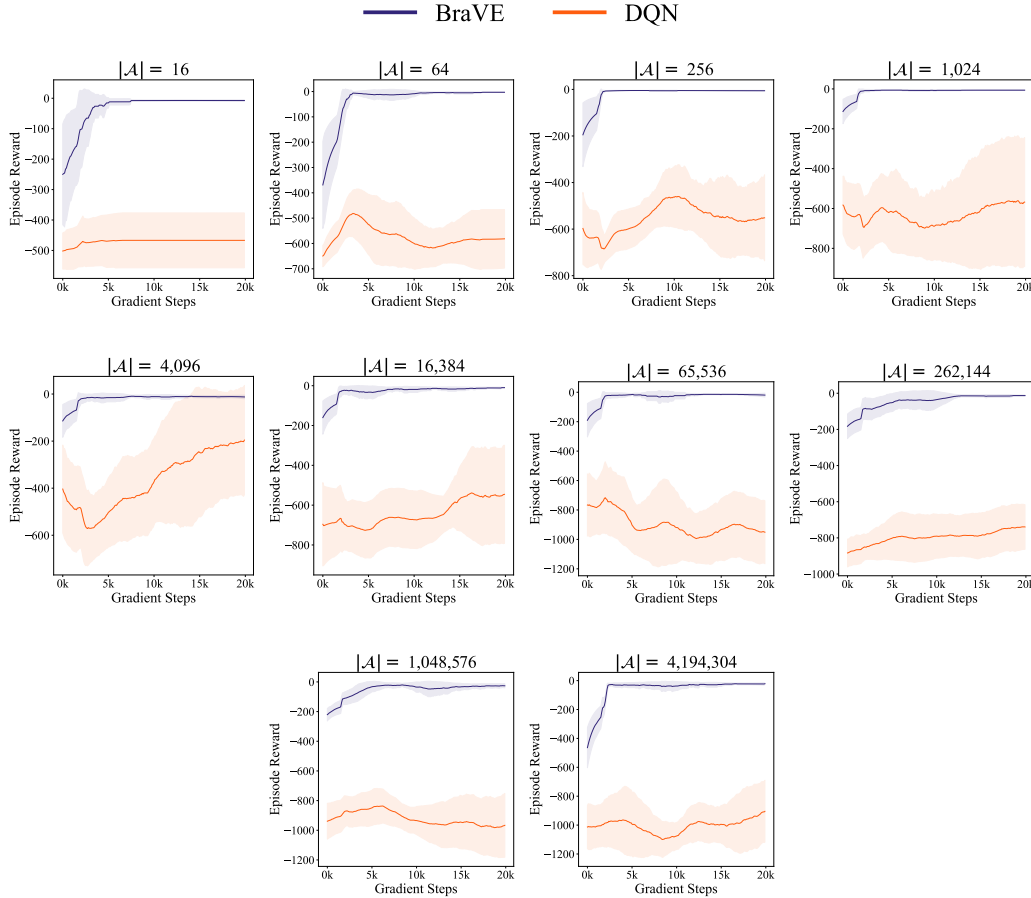 BraVE DQN
|𝒜| = 16
Episode Reward
0
−100
−200
−300
−400
−500
0k 5k 10k 15k 20k
Gradient Steps
|𝒜| = 64
Episode Reward
0
−100
−200
−300
−400
−500
−600
−700
0k 5k 10k 15k 20k
Gradient Steps
|𝒜| = 256
Episode Reward
0
−200
−400
−600
−800
0k 5k 10k 15k 20k
Gradient Steps
|𝒜| = 1,024
Episode Reward
0
−200
−400
−600
−800
0k 5k 10k 15k 20k
Gradient Steps
|𝒜| = 4,096
Episode Reward
0
−200
−400
−600
0k 5k 10k 15k 20k
Gradient Steps
|𝒜| = 16,384
Episode Reward
0
−200
−400
−600
−800
0k 5k 10k 15k 20k
Gradient Steps
|𝒜| = 65,536
Episode Reward
0
−200
−400
−600
−800
−1000
−1200
0k 5k 10k 15k 20k
Gradient Steps
|𝒜| = 262,144
Episode Reward
0
−200
−400
−600
−800
−1000
0k 5k 10k 15k 20k
Gradient Steps
|𝒜| = 1,048,576
Episode Reward
0
−200
−400
−600
−800
−1000
−1200
0k 5k 10k 15k 20k
Gradient Steps
|𝒜| = 4,194,304
Episode Reward
0
−200
−400
−600
−800
−1000
−1200
0k 5k 10k 15k 20k
Gradient Steps